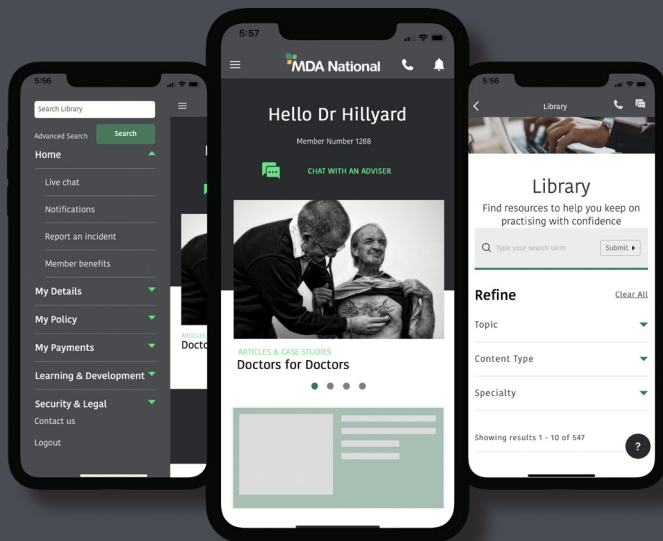 5:56
Search Library
Advanced Search
Search
Home
Live chat
Notifications
Report an incident
Member benefits
My Details
My Policy
My Payments
Learning & Development
Security & Legal
Contact us
Logout
ARTICLES
Docto
5:57
MDA National
Hello Dr Hillyard
Member Number 1288
CHAT WITH AN ADVISER
ARTICLES & CASE STUDIES
Doctors for Doctors
5:56
Library
Library
Find resources to help you keep on
practising with confidence
Type your search term
Submit
Refine
Clear All
Topic
Content Type
Specialty
Showing results 1 - 10 of 547
?